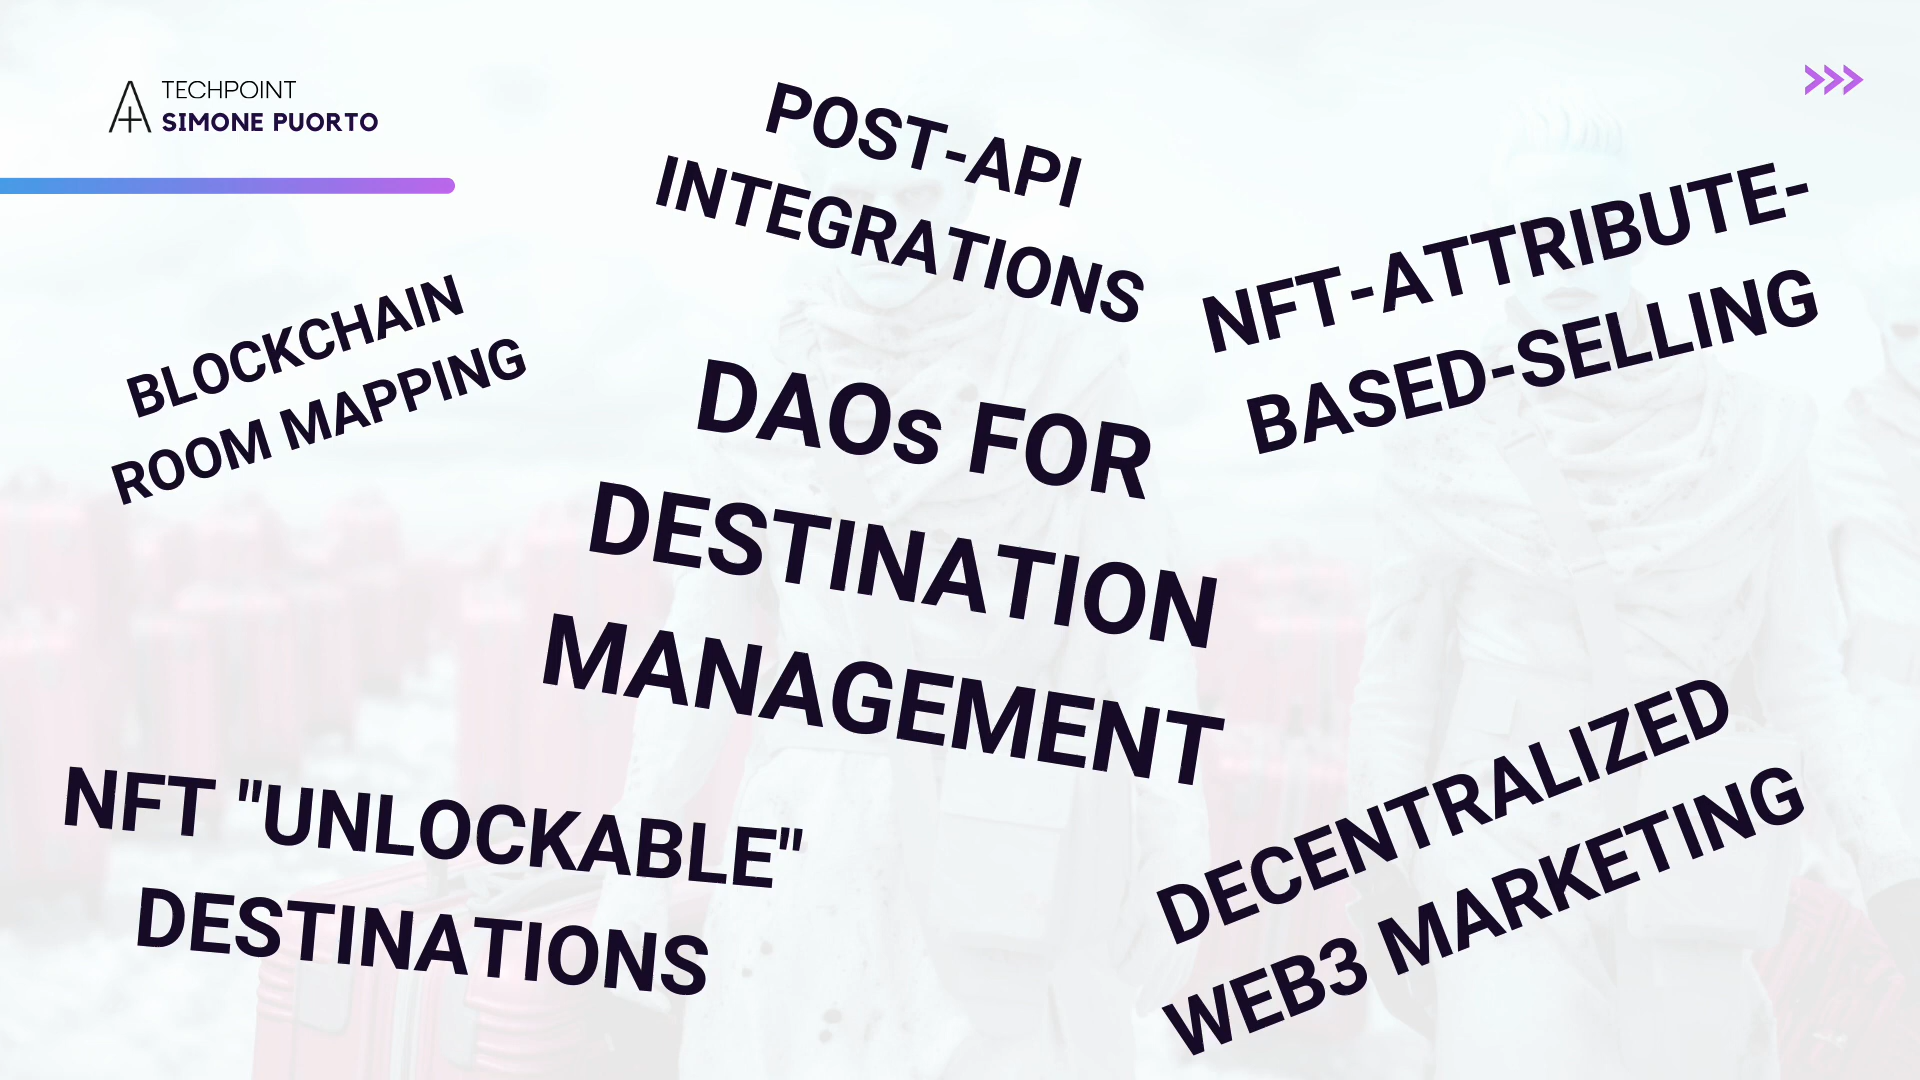 TECHPOINT
SIMONE PUORTO
POST-API
INTEGRATIONS
NFT-ATTRIBUTE-
BASED-SELLING
BLOCKCHAIN
ROOM MAPPING
DAOs FOR
DESTINATION
MANAGEMENT
NFT "UNLOCKABLE"
DESTINATIONS
DECENTRALIZED
WEB3 MARKETING